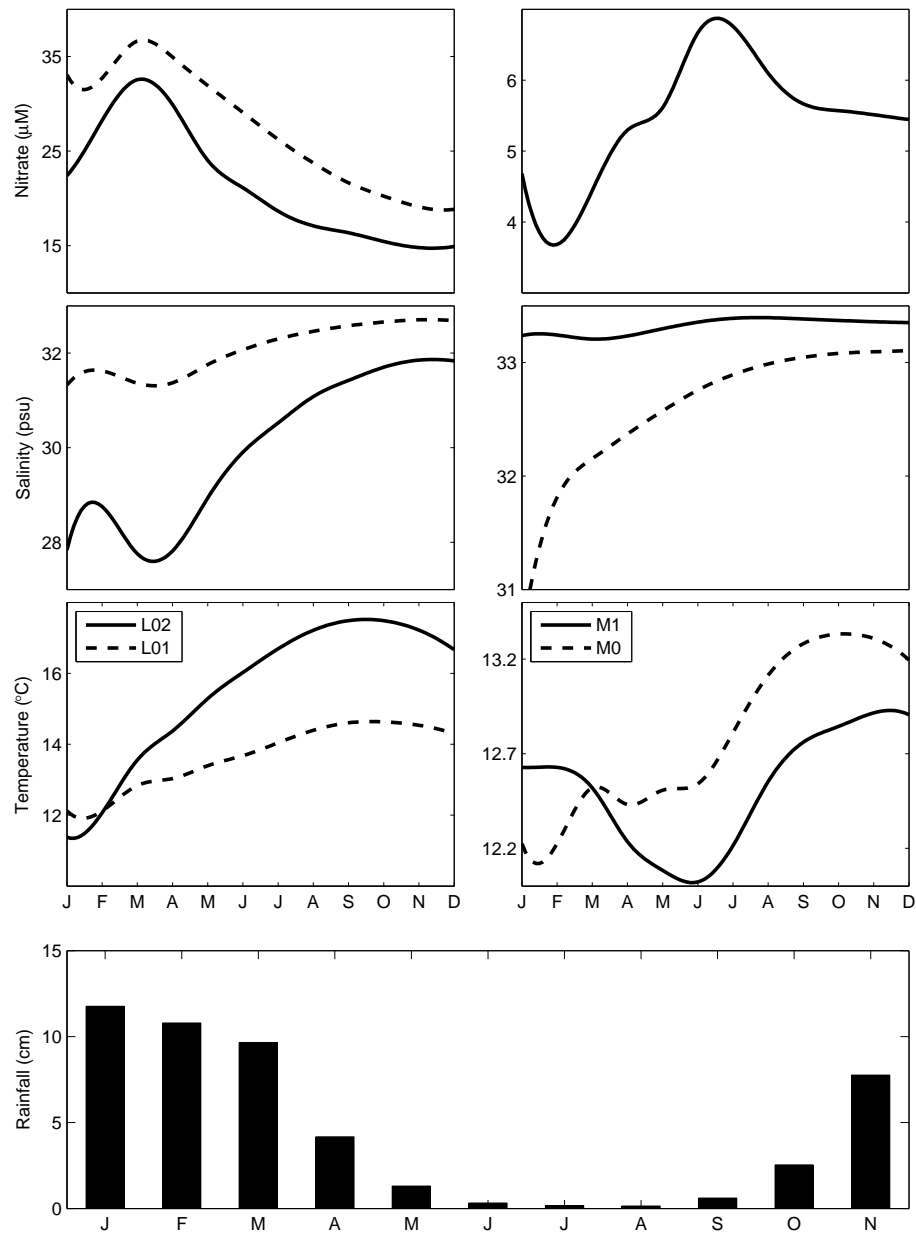 Nitrate (μM)
35
25
15
6
5
4
Salinity (psu)
32
30
28
33
32
31
Temperature (°C)
16
14
12
L02
L01
J F M A M J J A S O N D
13.2
12.7
12.2
M1
M0
J F M A M J J A S O N D
Rainfall (cm)
15
10
5
0
J F M A M J J A S O N